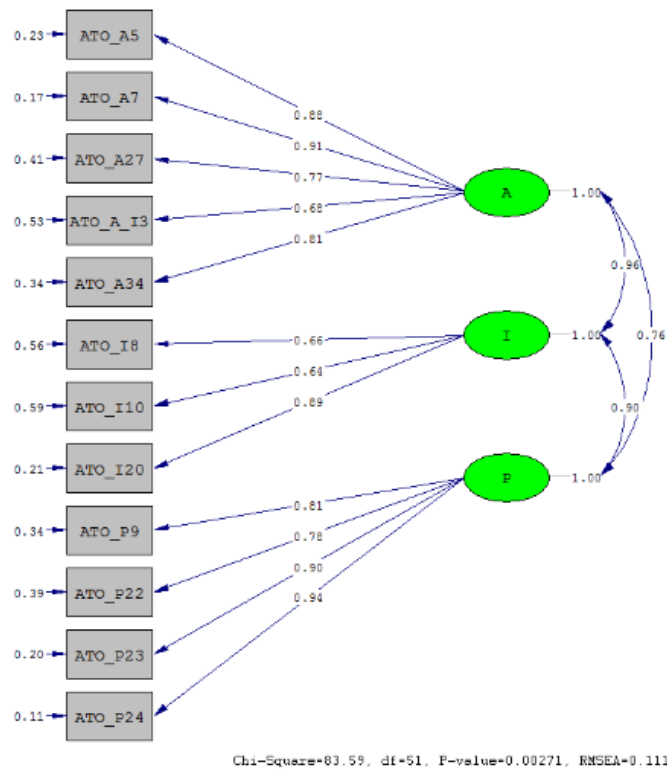 0.23 ATO_A5
0.88
0.17 ATO_A7
0.91
0.41 ATO_A27
0.77
A 1.00
0.53 ATO_A_I3
0.68
0.81
0.96
0.34 ATO_A34
0.56 ATO_I8
0.66
I 1.00
0.76
0.59 ATO_I10
0.64
0.89
0.90
0.21 ATO_I20
P 1.00
0.34 ATO_P9
0.81
0.78
0.39 ATO_P22
0.90
0.94
0.20 ATO_P23
0.11 ATO_P24
Chi-Square=83.59, df=51, P-value=0.00271, RMSEA=0.111